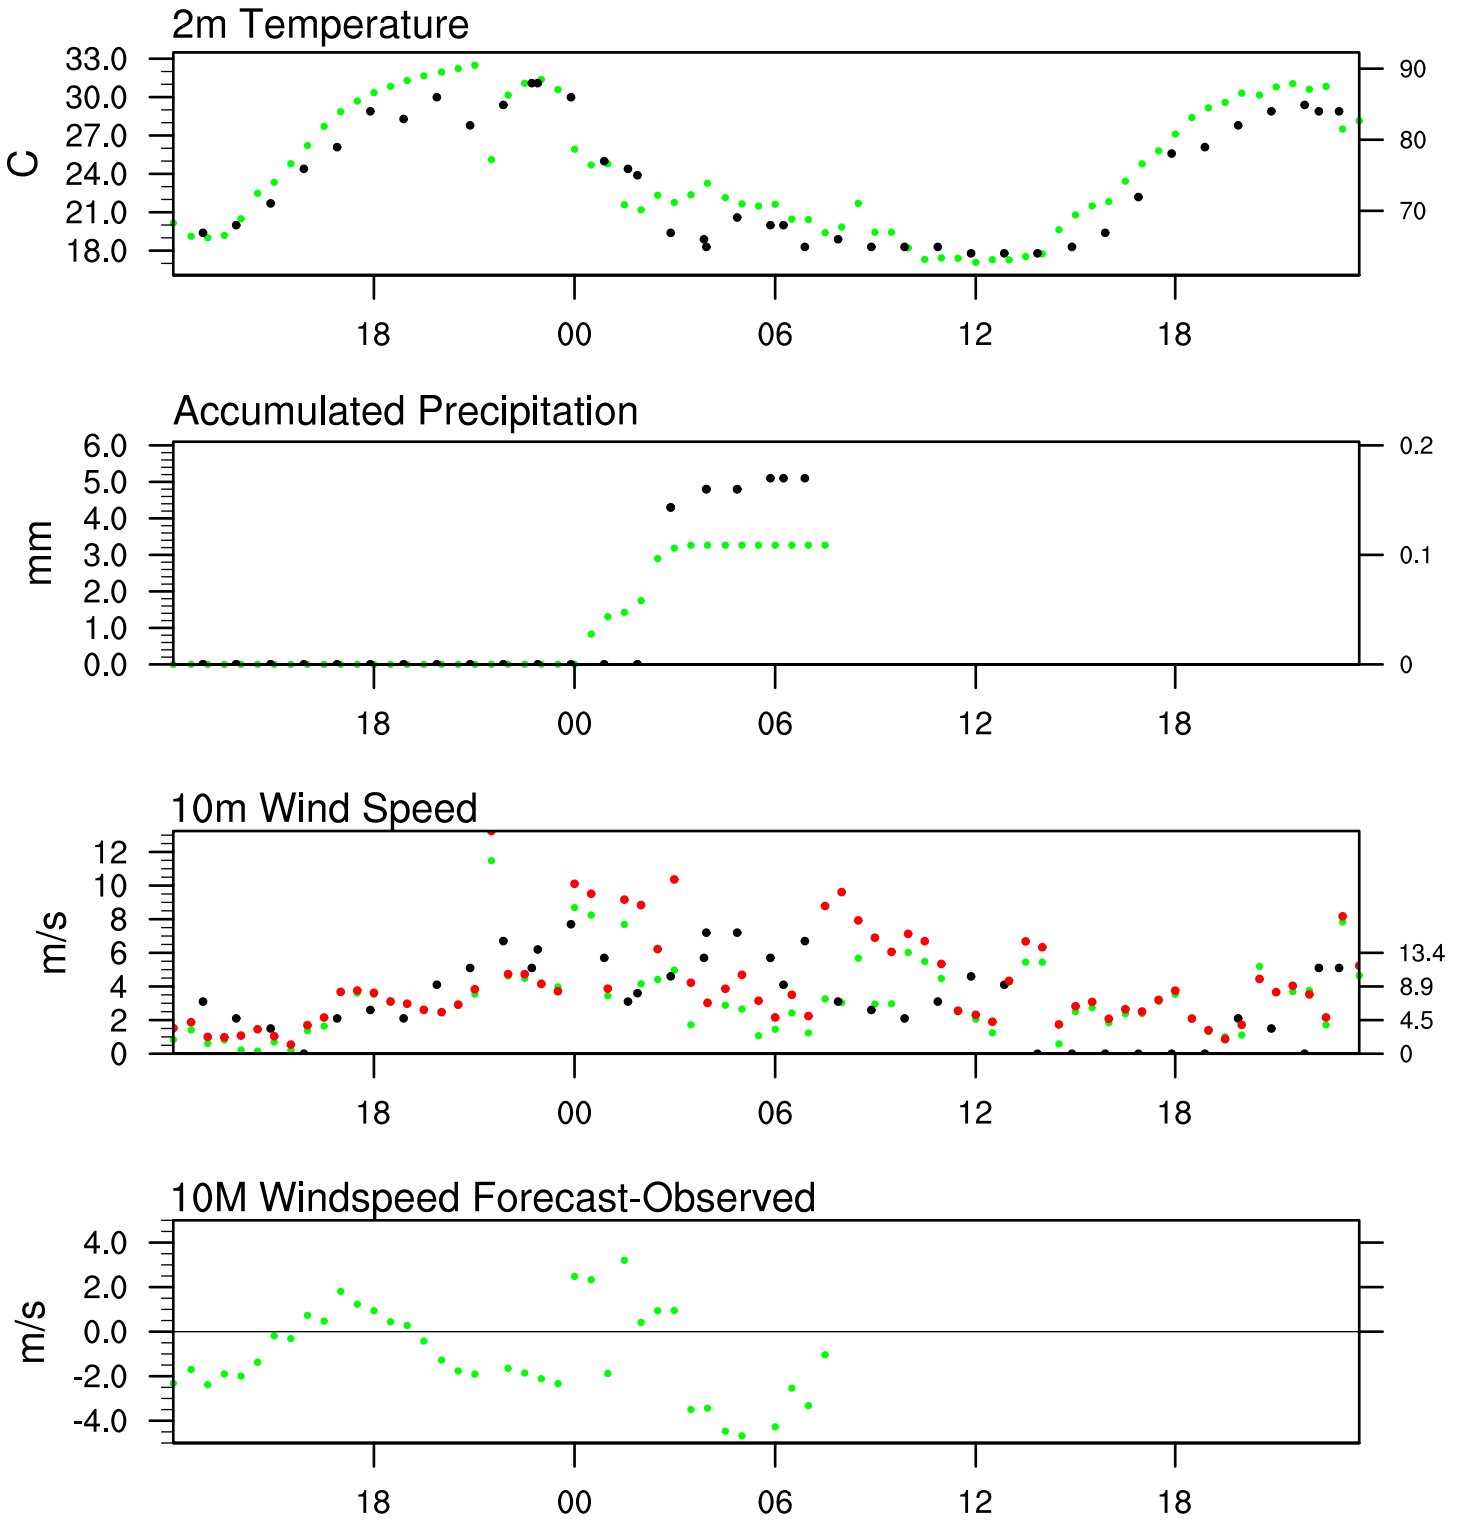 2m Temperature
33.0
30.0
27.0
24.0
21.0
18.0
C
90
80
70
18 00 06 12 18
Accumulated Precipitation
6.0
5.0
4.0
3.0
2.0
1.0
0.0
mm
0.2
0.1
0
18 00 06 12 18
10m Wind Speed
12
10
8
6
4
2
0
m/s
13.4
8.9
4.5
0
18 00 06 12 18
10M Windspeed Forecast-Observed
4.0
2.0
0.0
-2.0
-4.0
m/s
18 00 06 12 18